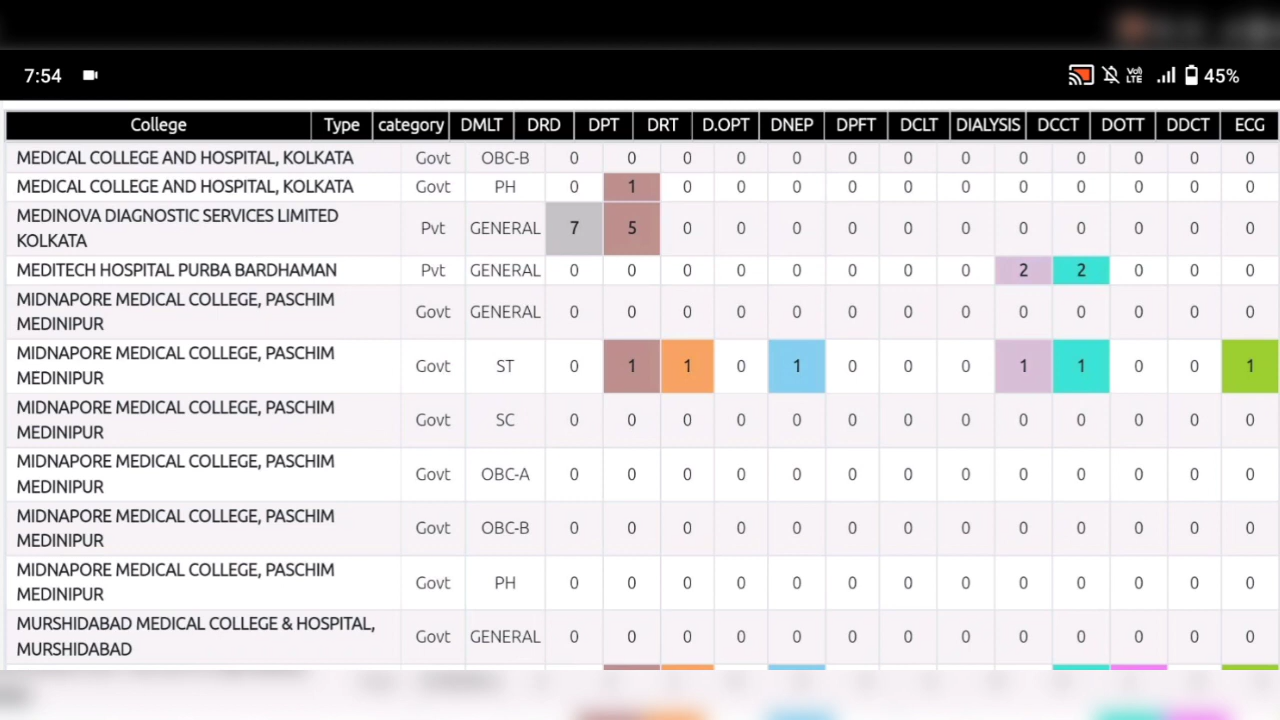 7:54 Vo) LTE 45%
College Type category DMLT DRD DPT DRT D.OPT DNEP DPFT DCLT DIALYSIS DCCT DOTT DDCT ECG
MEDICAL COLLEGE AND HOSPITAL, KOLKATA Govt OBC-B 0 0 0 0 0 0 0 0 0 0 0 0 0
MEDICAL COLLEGE AND HOSPITAL, KOLKATA Govt PH 0 1 0 0 0 0 0 0 0 0 0 0 0
MEDINOVA DIAGNOSTIC SERVICES LIMITED
KOLKATA Pvt GENERAL 7 5 0 0 0 0 0 0 0 0 0 0 0
MEDITECH HOSPITAL PURBA BARDHAMAN Pvt GENERAL 0 0 0 0 0 0 0 0 2 2 0 0 0
MIDNAPORE MEDICAL COLLEGE, PASCHIM
MEDINIPUR Govt GENERAL 0 0 0 0 0 0 0 0 0 0 0 0 0
MIDNAPORE MEDICAL COLLEGE, PASCHIM
MEDINIPUR Govt ST 0 1 1 0 1 0 0 0 1 1 0 0 1
MIDNAPORE MEDICAL COLLEGE, PASCHIM
MEDINIPUR Govt SC 0 0 0 0 0 0 0 0 0 0 0 0 0
MIDNAPORE MEDICAL COLLEGE, PASCHIM
MEDINIPUR Govt OBC-A 0 0 0 0 0 0 0 0 0 0 0 0 0
MIDNAPORE MEDICAL COLLEGE, PASCHIM
MEDINIPUR Govt OBC-B 0 0 0 0 0 0 0 0 0 0 0 0 0
MIDNAPORE MEDICAL COLLEGE, PASCHIM
MEDINIPUR Govt PH 0 0 0 0 0 0 0 0 0 0 0 0 0
MURSHIDABAD MEDICAL COLLEGE & HOSPITAL,
MURSHIDABAD Govt GENERAL 0 0 0 0 0 0 0 0 0 0 0 0 0